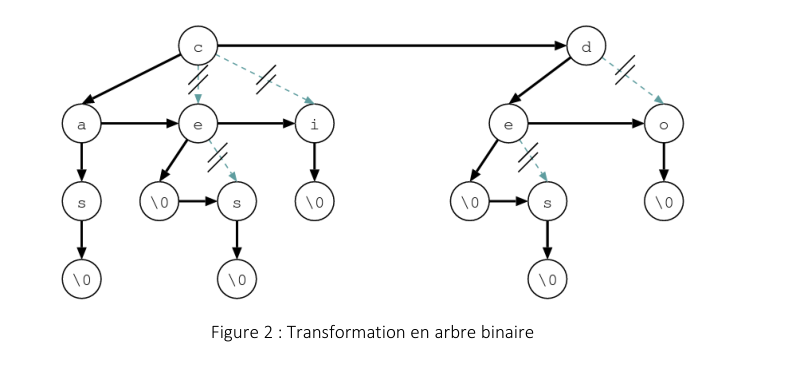 c d
a e i e o
s \0 s \0 \0 s \0
\0 \0 \0
Figure 2 : Transformation en arbre binaire